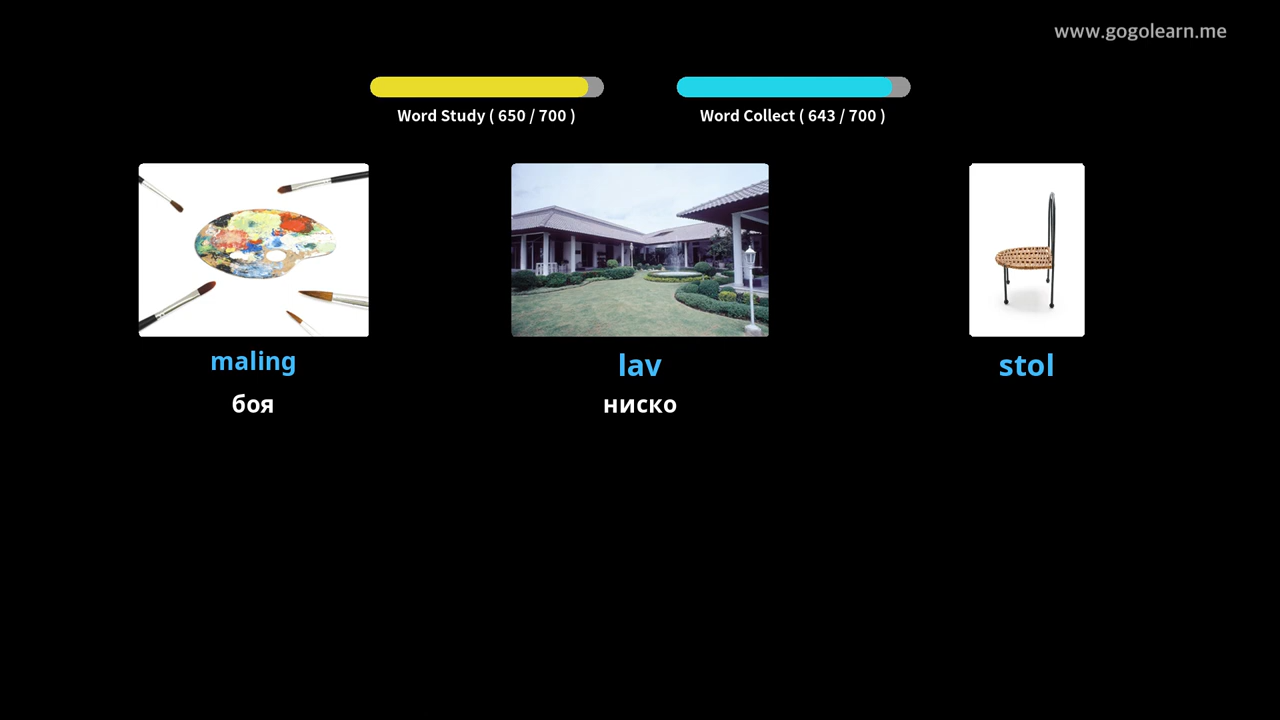 www.gogolearn.me
Word Study ( 650 / 700 )
Word Collect ( 643 / 700 )
maling
lav
stol
боя
ниско